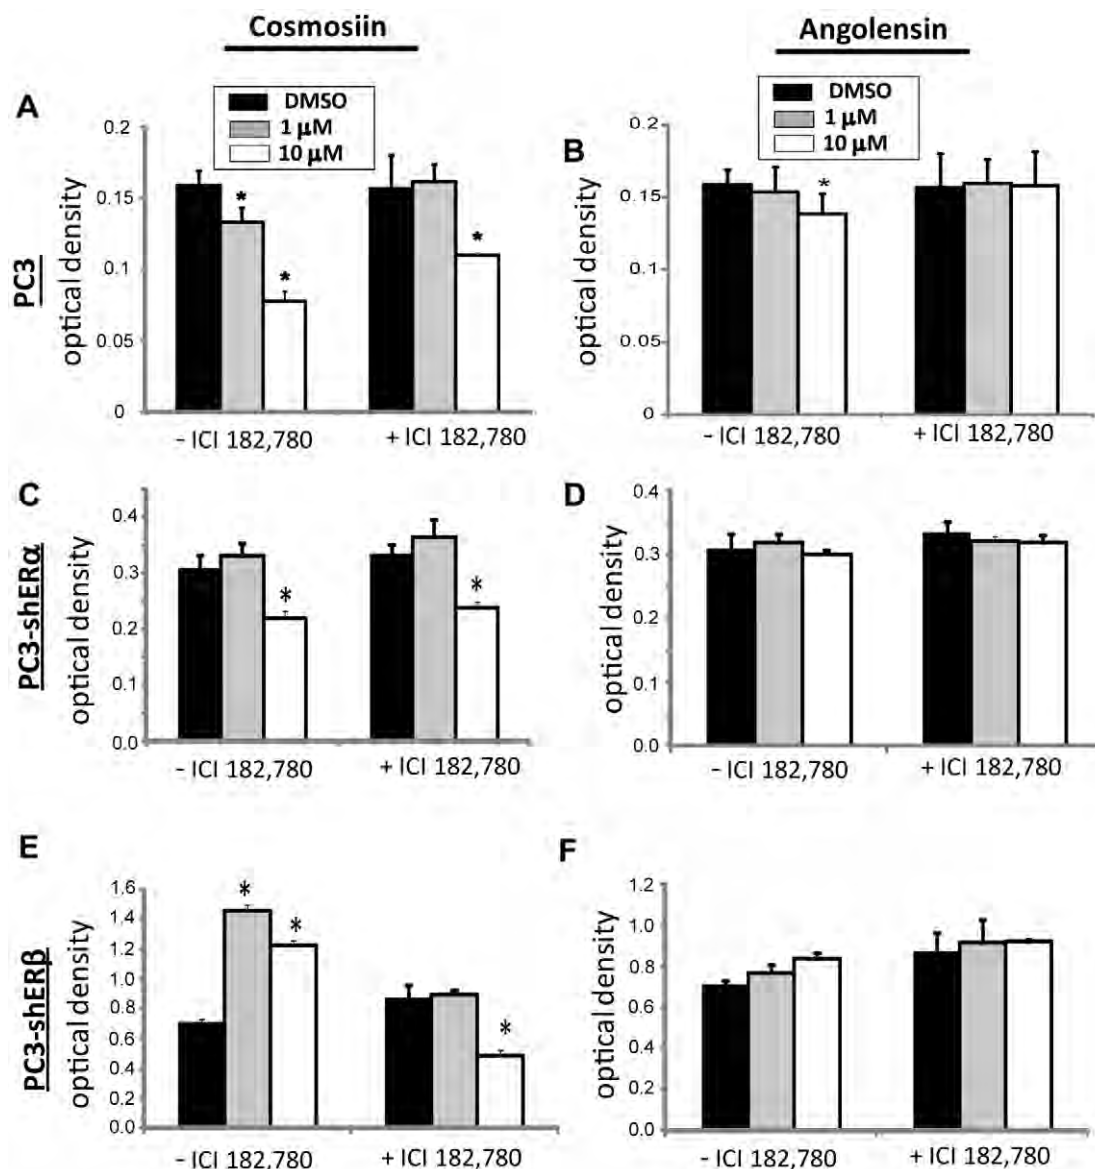 Cosmosiin
Angolensin
A
DMSO
1 µM
10 µM
0.2
0.15
0.1
0.05
0
optical density
PC3
*
*
*
- ICI 182,780
+ ICI 182,780
B
DMSO
1 µM
10 µM
0.2
0.15
0.1
0.05
0
optical density
*
- ICI 182,780
+ ICI 182,780
C
0.4
0.3
0.2
0.1
0.0
optical density
PC3-shERα
*
*
- ICI 182,780
+ ICI 182,780
D
0.4
0.3
0.2
0.1
0.0
optical density
- ICI 182,780
+ ICI 182,780
E
1.6
1.4
1.2
1.0
0.8
0.6
0.4
0.2
0.0
optical density
PC3-shERβ
*
*
*
- ICI 182,780
+ ICI 182,780
F
1.2
1.0
0.8
0.6
0.4
0.2
0.0
optical density
- ICI 182,780
+ ICI 182,780